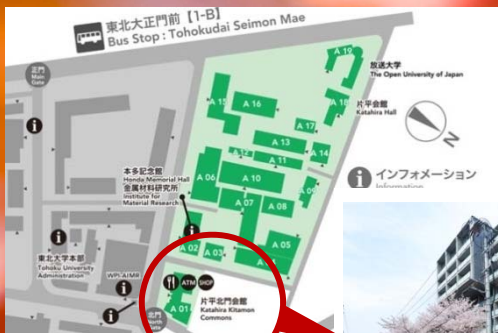 東北大正門前【1-B】
Bus Stop : Tohokudai Seimon Mae
正門
Main
Gate
A 19
放送大学
The Open University of Japan
A 18
片平会館
Katahira Hall
A 15
A 16
A 17
A 13
A 14
A 12
A 11
N
インフォメーション
Information
本多記念館
Honda Memorial Hall
金属材料研究所
Institute for
Material Research
A 06
A 10
A 09
A 07
A 08
A 02
A 03
A 05
東北大学本部
Tohoku University
Administration
WPI-AIMR
ATM
SHOP
片平北門会館
Katahira Kitamon
Commons
A 01
北門
North
Gate